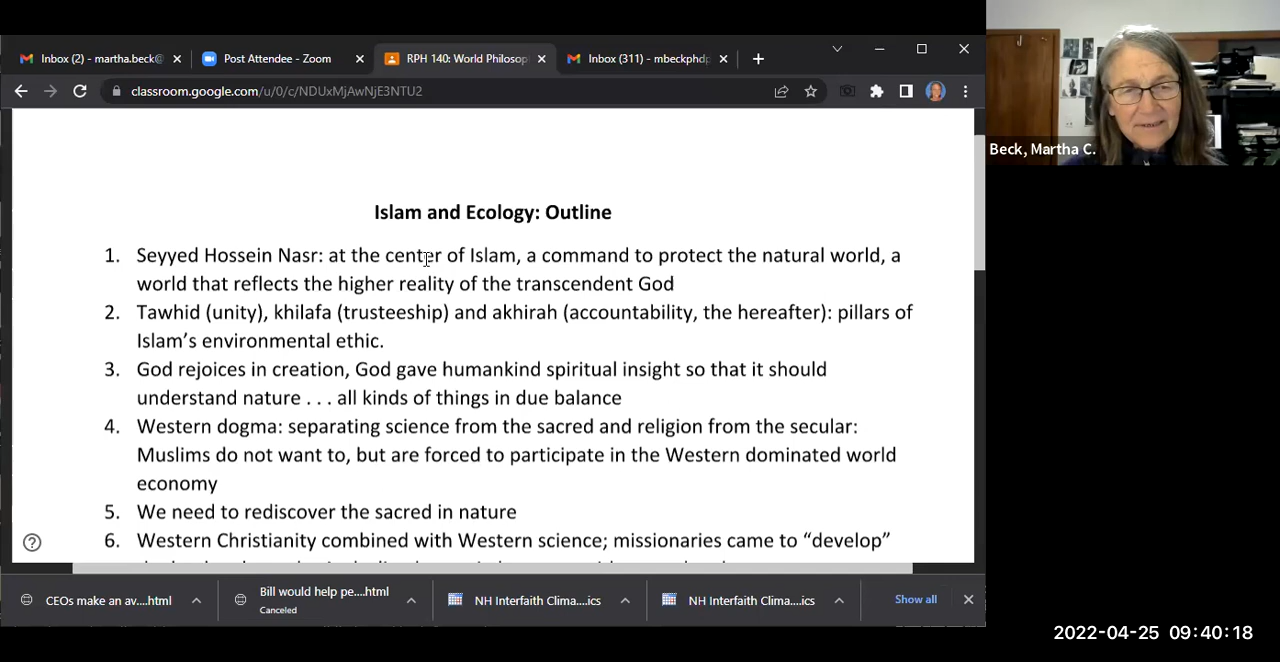 Inbox (2) - martha.beck@
Post Attendee - Zoom
RPH 140: World Philosop
Inbox (311) - mbeckphdp
classroom.google.com/u/0/c/NDUxMjAwNjE3NTU2
Beck, Martha C.
Islam and Ecology: Outline
1. Seyyed Hossein Nasr: at the center of Islam, a command to protect the natural world, a
world that reflects the higher reality of the transcendent God
2. Tawhid (unity), khilafa (trusteeship) and akhirah (accountability, the hereafter): pillars of
Islam's environmental ethic.
3. God rejoices in creation, God gave humankind spiritual insight so that it should
understand nature . . . all kinds of things in due balance
4. Western dogma: separating science from the sacred and religion from the secular:
Muslims do not want to, but are forced to participate in the Western dominated world
economy
5. We need to rediscover the sacred in nature
6. Western Christianity combined with Western science; missionaries came to "develop"
CEOs make an av....html
Bill would help pe....html
Canceled
NH Interfaith Clima....ics
NH Interfaith Clima....ics
Show all
2022-04-25 09:40:18